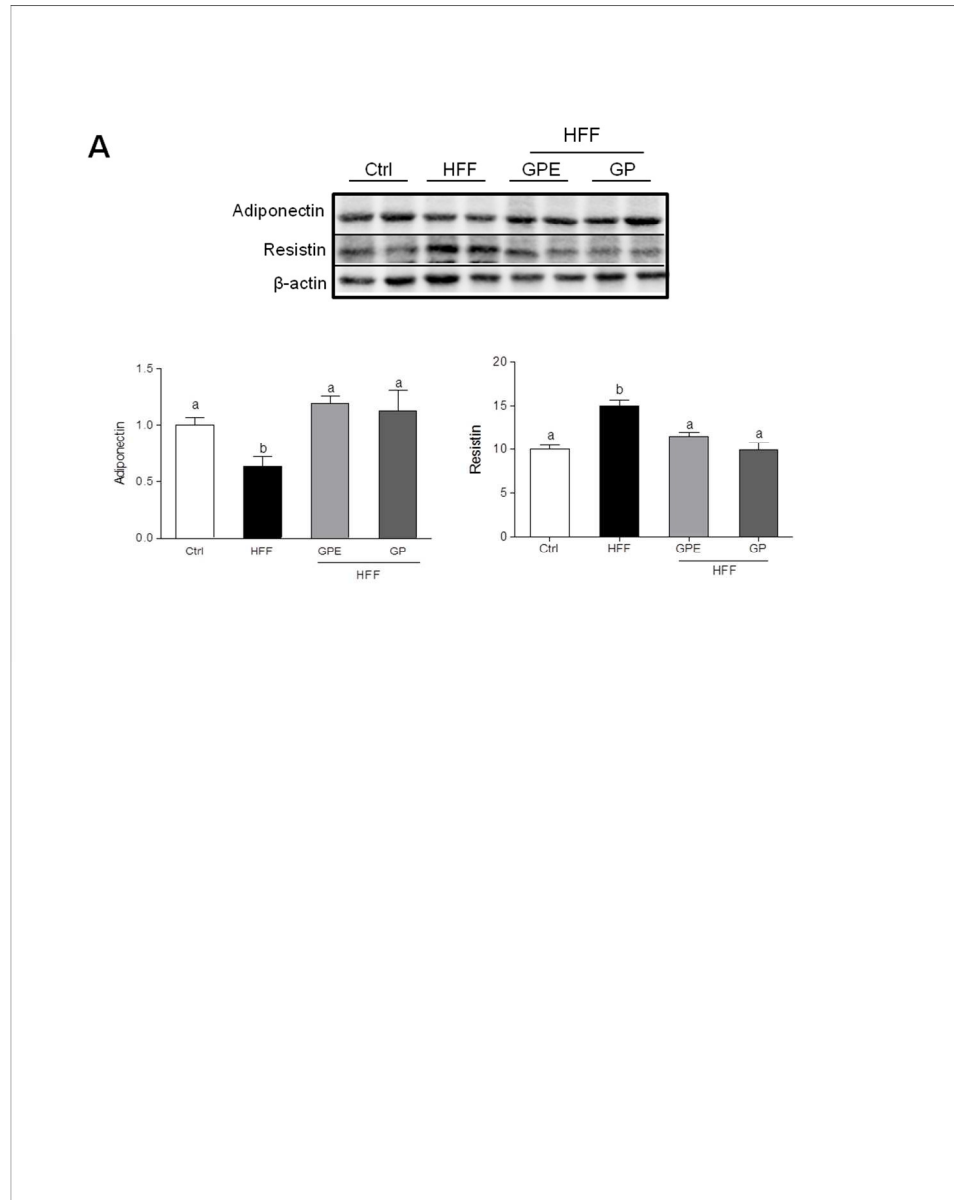 A
HFF
Ctrl HFF GPE GP
Adiponectin
Resistin
β-actin
Adiponectin
1.5
1.0
0.5
0.0
a
b
a
a
Ctrl HFF GPE GP
HFF
Resistin
20
15
10
5
0
a
b
a
a
Ctrl HFF GPE GP
HFF